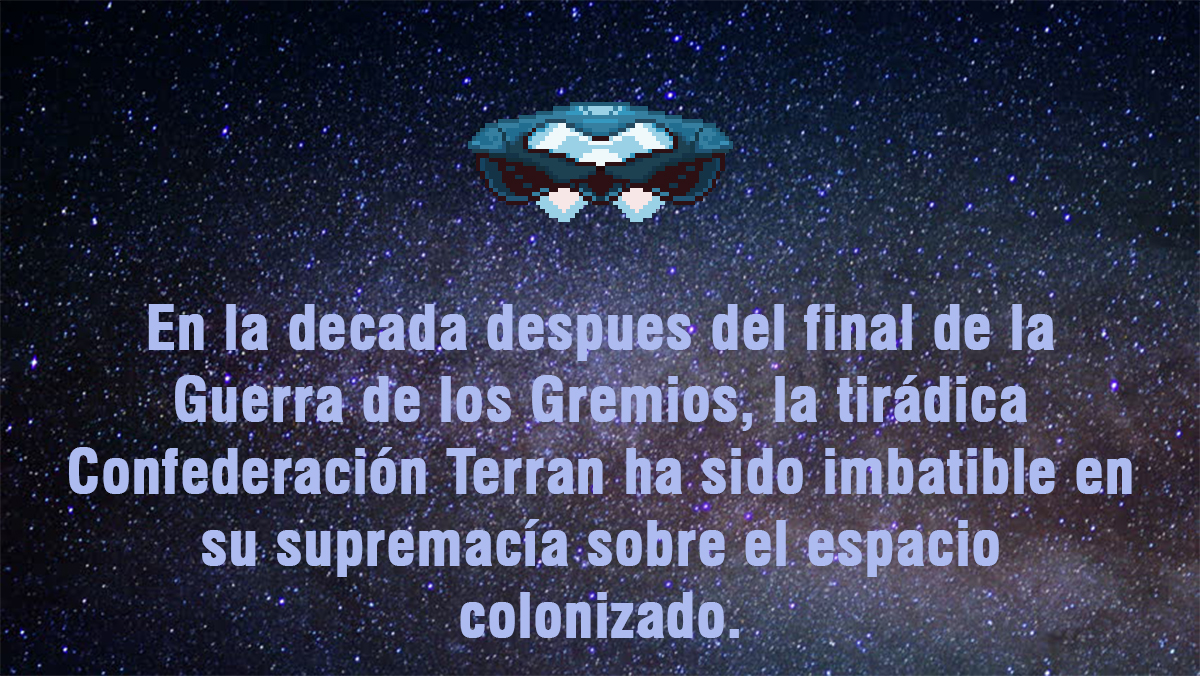 En la decada despues del final de la
Guerra de los Gremios, la tirádica
Confederación Terran ha sido imbatible en
su supremacía sobre el espacio
colonizado.